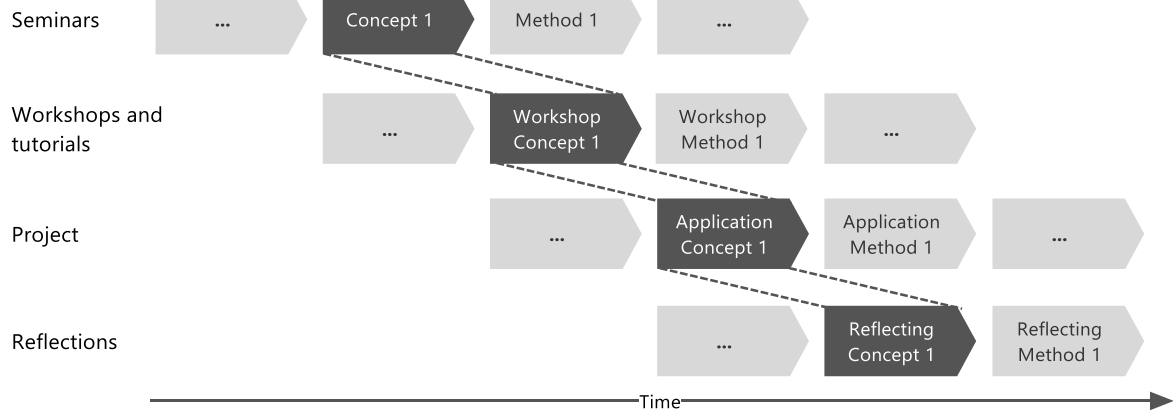 Seminars
...
Concept 1
Method 1
...
Workshops and
tutorials
...
Workshop
Concept 1
Workshop
Method 1
...
Project
...
Application
Concept 1
Application
Method 1
...
Reflections
...
Reflecting
Concept 1
Reflecting
Method 1
Time